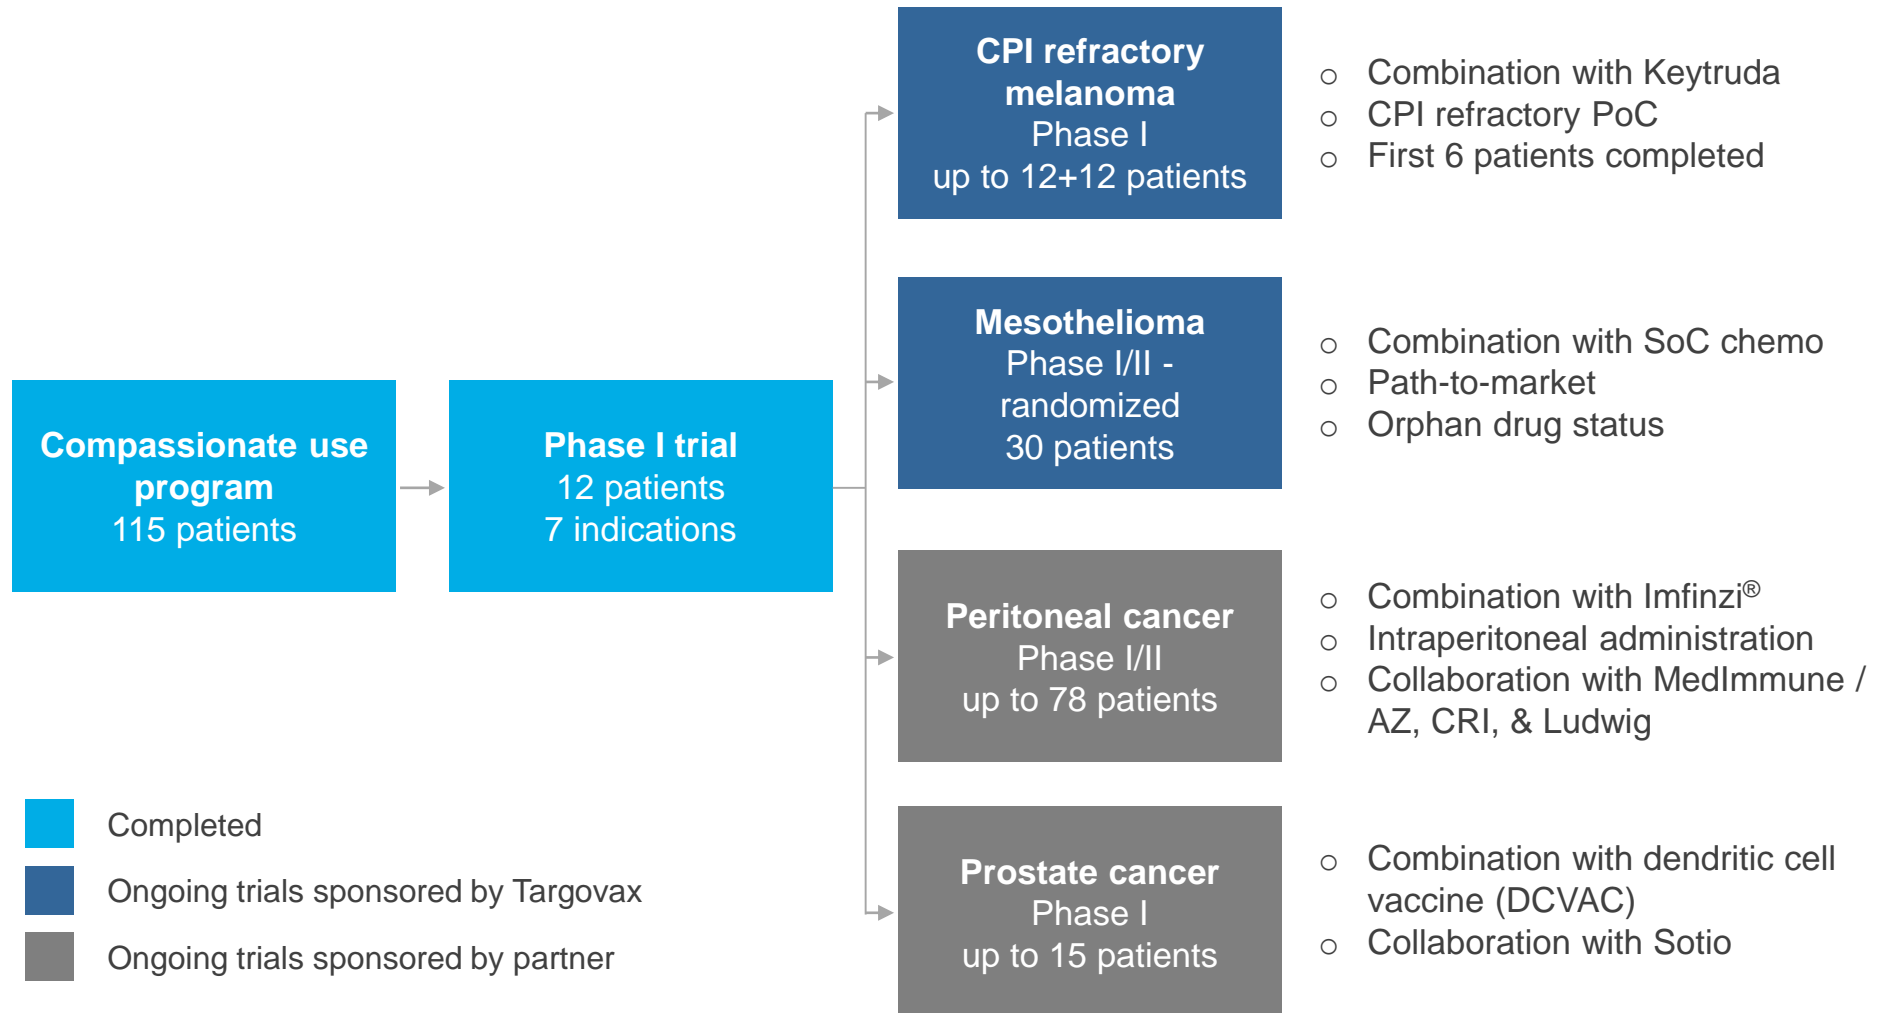 Compassionate use
program
115 patients
Phase I trial
12 patients
7 indications
CPI refractory
melanoma
Phase I
up to 12+12 patients
○ Combination with Keytruda
○ CPI refractory PoC
○ First 6 patients completed
Mesothelioma
Phase I/II -
randomized
30 patients
○ Combination with SoC chemo
○ Path-to-market
○ Orphan drug status
Peritoneal cancer
Phase I/II
up to 78 patients
○ Combination with Imfinzi®
○ Intraperitoneal administration
○ Collaboration with MedImmune /
AZ, CRI, & Ludwig
Prostate cancer
Phase I
up to 15 patients
○ Combination with dendritic cell
vaccine (DCVAC)
○ Collaboration with Sotio
Completed
Ongoing trials sponsored by Targovax
Ongoing trials sponsored by partner